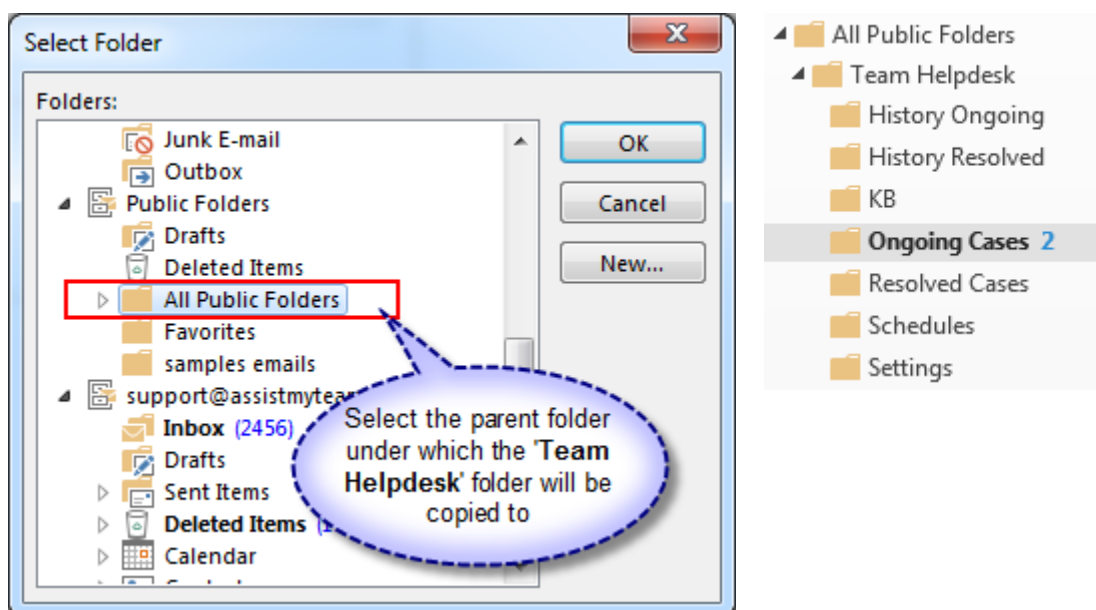 Select Folder
Folders:
Junk E-mail
Outbox
Public Folders
Drafts
Deleted Items
All Public Folders
Favorites
samples emails
Inbox (2456)
Drafts
Sent Items
Deleted Items
Calendar
OK
Cancel
New...
Select the parent folder
under which the 'Team
Helpdesk' folder will be
copied to
All Public Folders
Team Helpdesk
History Ongoing
History Resolved
KB
Ongoing Cases 2
Resolved Cases
Schedules
Settings